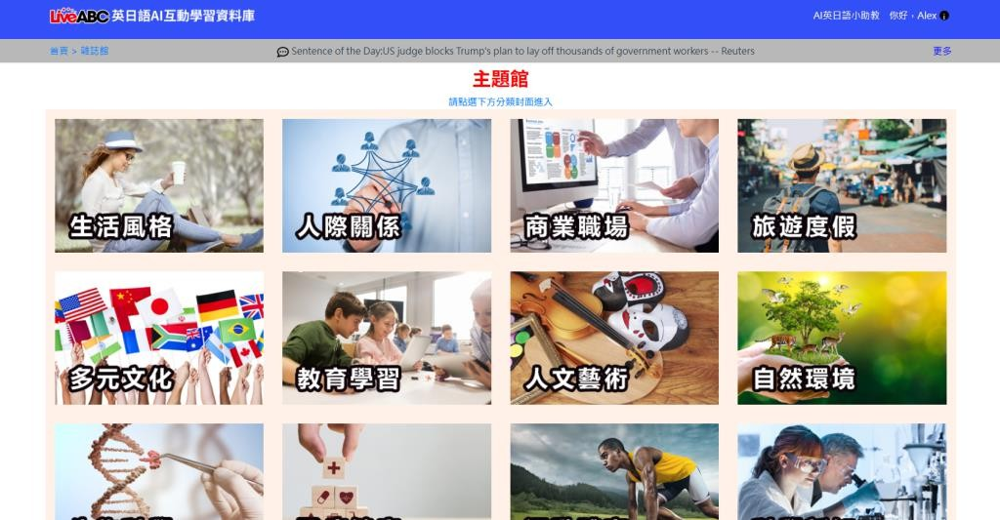 LiveABC 英日語AI互動學習資料庫
AI英日語小助教 你好，Alex
首頁 > 雜誌館
Sentence of the Day:US judge blocks Trump's plan to lay off thousands of government workers -- Reuters
更多
主題館
請點選下方分類封面進入
生活風格
人際關係
商業職場
旅遊度假
多元文化
教育學習
人文藝術
自然環境